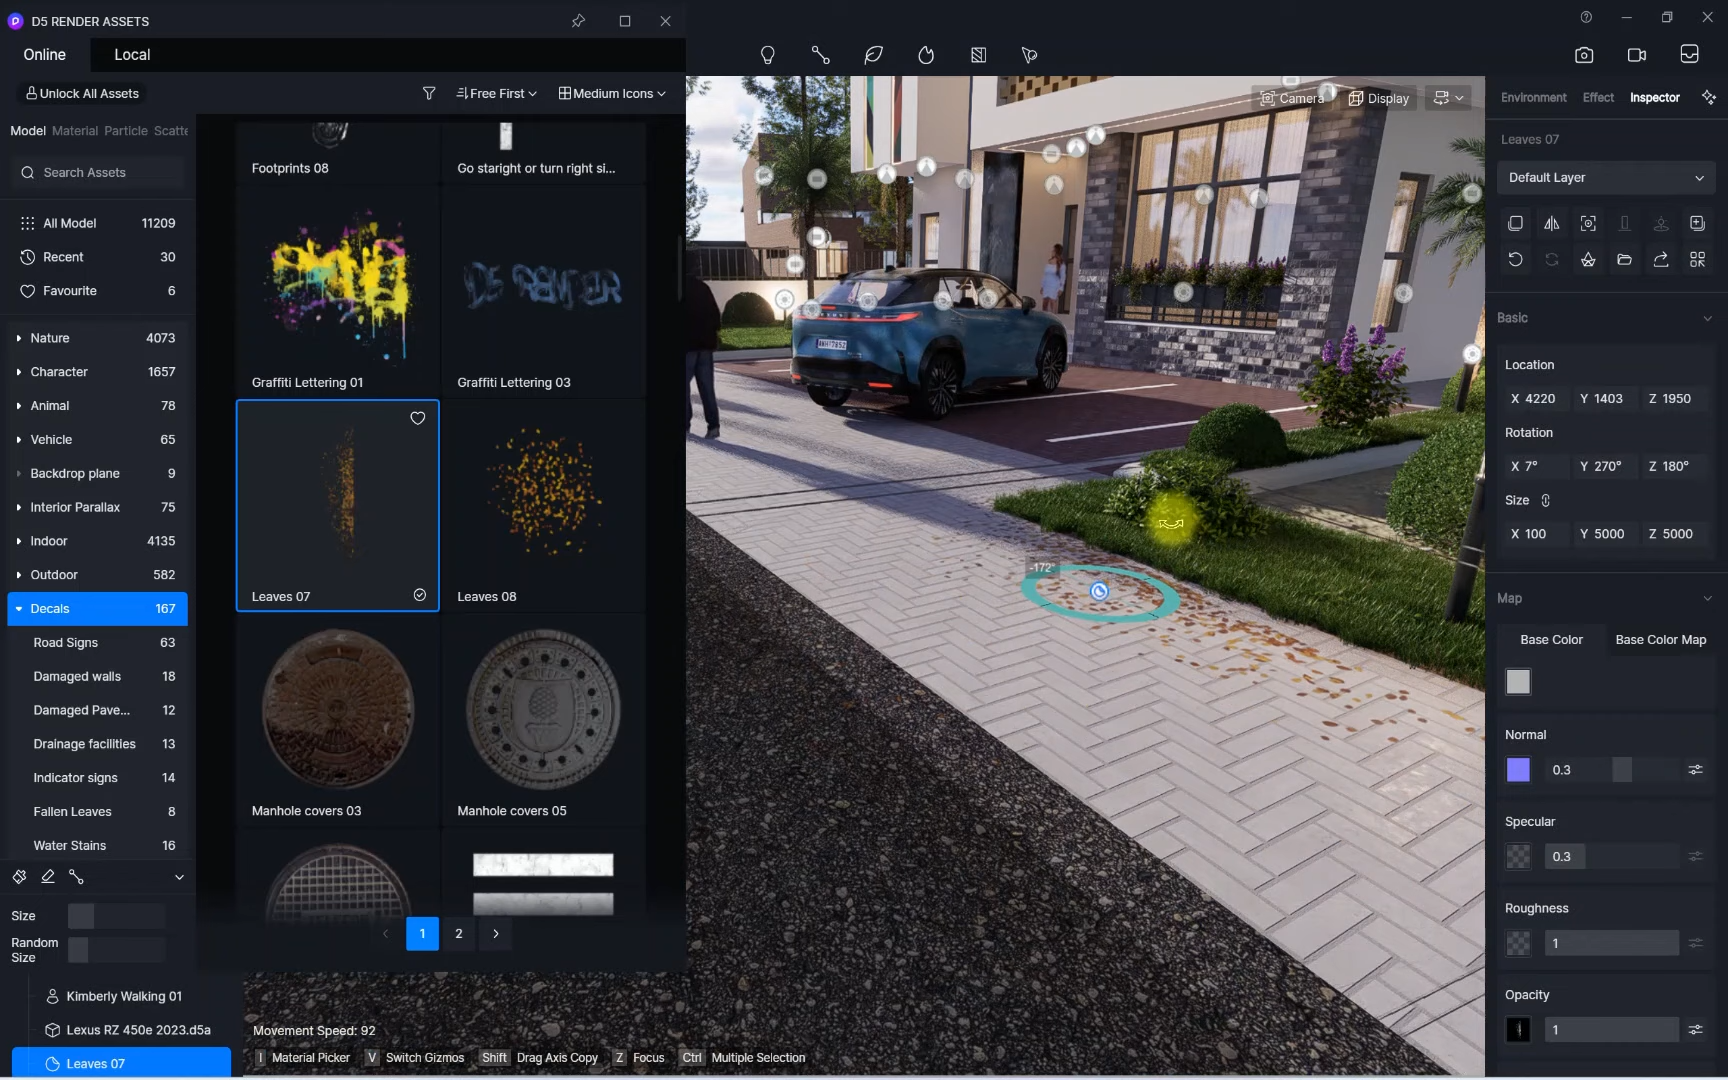 D5 RENDER ASSETS
Online
Local
Unlock All Assets
Free First
Medium Icons
Model Material Particle Scatte
Search Assets
All Model 11209
Recent 30
Favourite 6
Nature 4073
Character 1657
Animal 78
Vehicle 65
Backdrop plane 9
Interior Parallax 75
Indoor 4135
Outdoor 582
Decals 167
Road Signs 63
Damaged walls 18
Damaged Pave... 12
Drainage facilities 13
Indicator signs 14
Fallen Leaves 8
Water Stains 16
Size
Random
Size
Kimberly Walking 01
Lexus RZ 450e 2023.d5a
Leaves 07
Footprints 08
Go staright or turn right si...
D5 RENDER
Graffiti Lettering 01
Graffiti Lettering 03
Leaves 07
Leaves 08
Manhole covers 03
Manhole covers 05
1 2
Camera
Display
-172°
Movement Speed: 92
I Material Picker V Switch Gizmos Shift Drag Axis Copy Z Focus Ctrl Multiple Selection
Environment Effect Inspector
Leaves 07
Default Layer
Basic
Location
X 4220 Y 1403 Z 1950
Rotation
X 7° Y 270° Z 180°
Size
X 100 Y 5000 Z 5000
Map
Base Color
Base Color Map
Normal
0.3
Specular
0.3
Roughness
1
Opacity
1